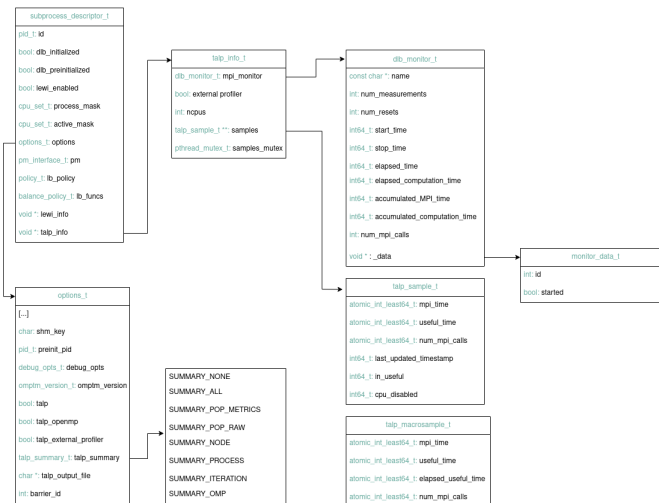 subprocess_descriptor_t
pid_t: id
bool: dlb_initialized
bool: dlb_preinitialized
bool: lewi_enabled
cpu_set_t: process_mask
cpu_set_t: active_mask
options_t: options
pm_interface_t: pm
policy_t: lb_policy
balance_policy_t: lb_funcs
void *: lewi_info
void *: talp_info
talp_info_t
dlb_monitor_t: mpi_monitor
bool: external profiler
int: ncpus
talp_sample_t **: samples
pthread_mutex_t: samples_mutex
dlb_monitor_t
const char *: name
int: num_measurements
int: num_resets
int64_t: start_time
int64_t: stop_time
int64_t: elapsed_time
int64_t: elapsed_computation_time
int64_t: accumulated_MPI_time
int64_t: accumulated_computation_time
int: num_mpi_calls
void * : _data
monitor_data_t
int: id
bool: started
options_t
[...]
char: shm_key
pid_t: preinit_pid
debug_opts_t: debug_opts
omptm_version_t: omptm_version
bool: talp
bool: talp_openmp
bool: talp_external_profiler
talp_summary_t: talp_summary
char *: talp_output_file
int: barrier_id
SUMMARY_NONE
SUMMARY_ALL
SUMMARY_POP_METRICS
SUMMARY_POP_RAW
SUMMARY_NODE
SUMMARY_PROCESS
SUMMARY_ITERATION
SUMMARY_OMP
talp_sample_t
atomic_int_least64_t: mpi_time
atomic_int_least64_t: useful_time
atomic_int_least64_t: num_mpi_calls
int64_t: last_updated_timestamp
int64_t: in_useful
int64_t: cpu_disabled
talp_macrosample_t
atomic_int_least64_t: mpi_time
atomic_int_least64_t: useful_time
atomic_int_least64_t: elapsed_useful_time
atomic_int_least64_t: num_mpi_calls